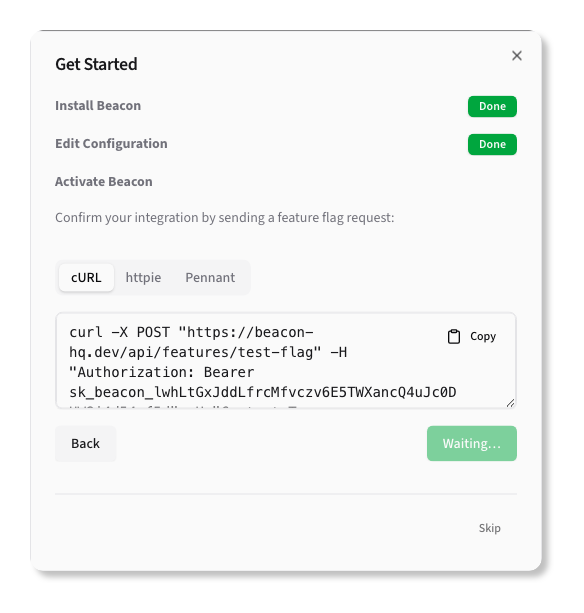 Get Started
Install Beacon
Done
Edit Configuration
Done
Activate Beacon
Confirm your integration by sending a feature flag request:
cURL httpie Pennant
curl -X POST "https://beacon-
hq.dev/api/features/test-flag" -H
"Authorization: Bearer
sk_beacon_lwhLtGxJddLfrcMfvczv6E5TWXancQ4uJc0D
Copy
Back
Waiting...
Skip